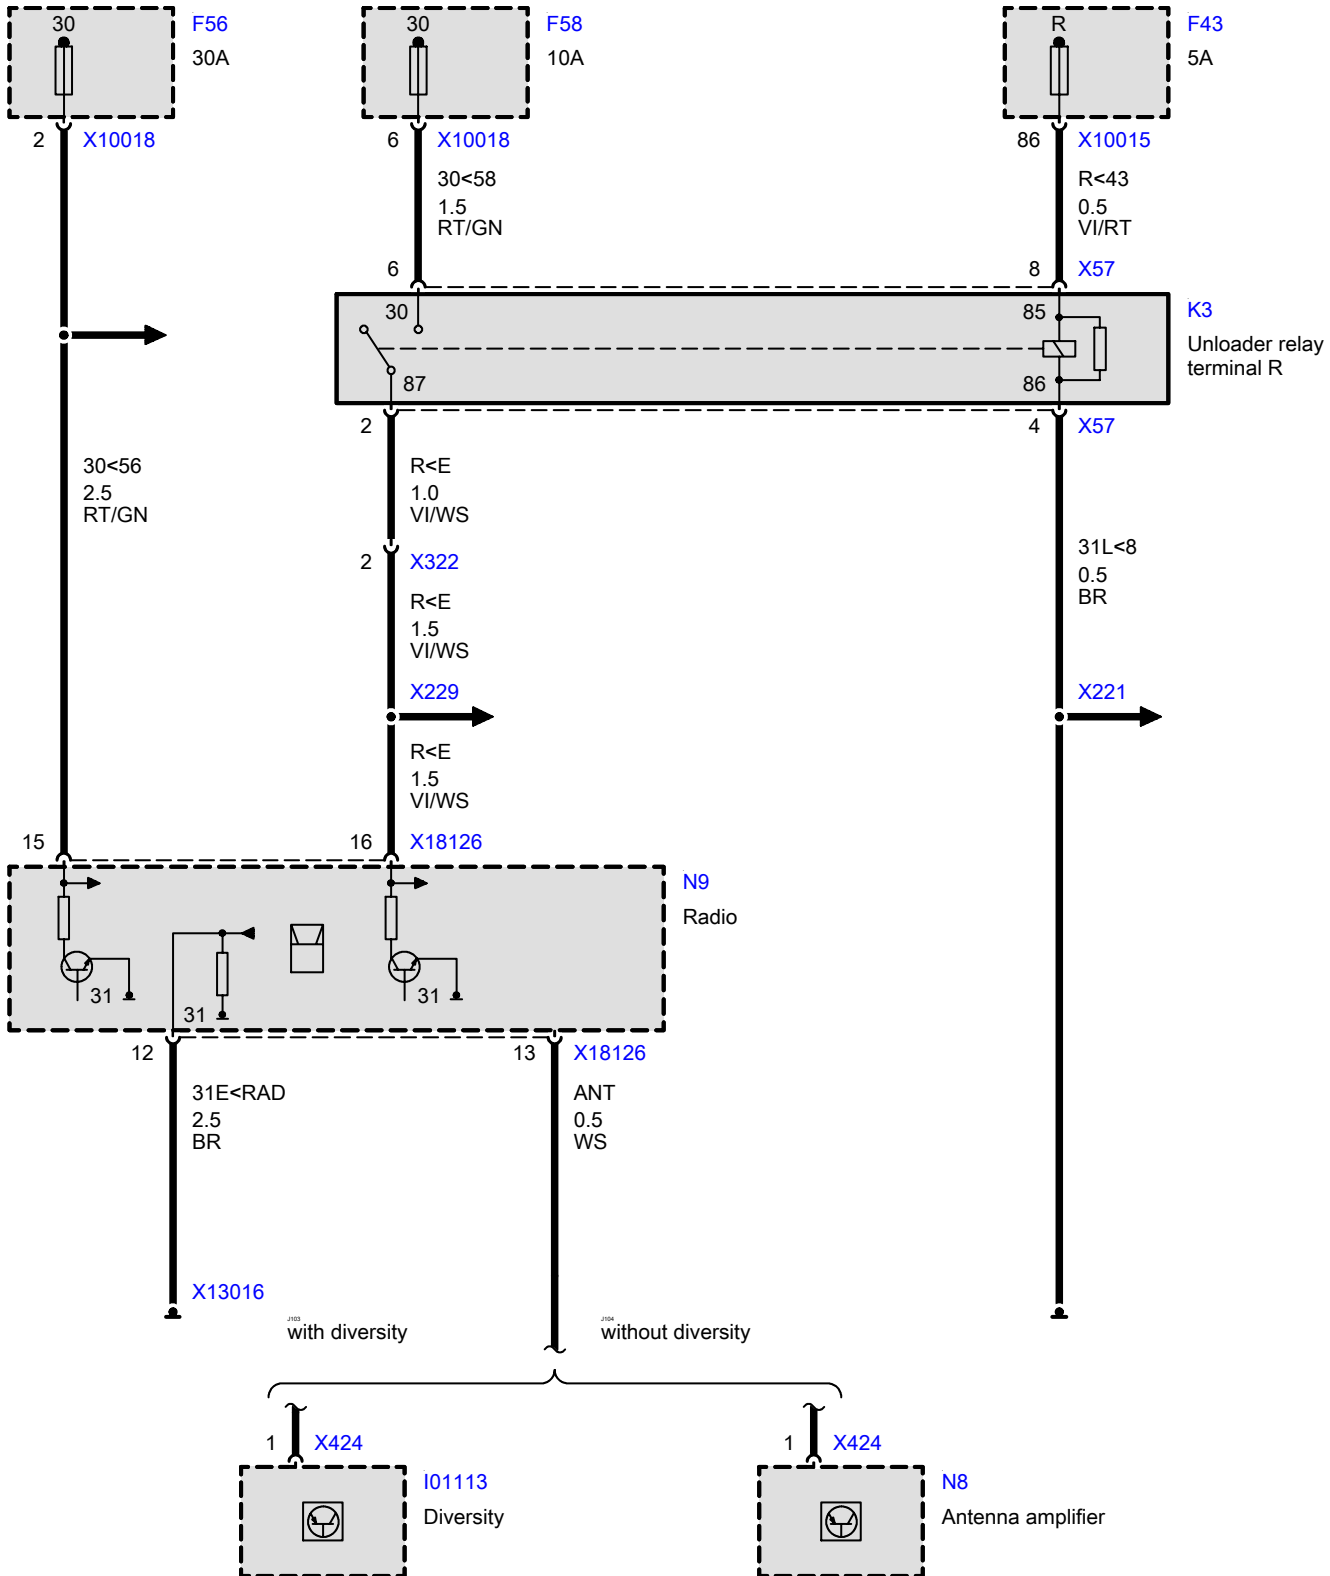 30
F56
30A
30
F58
10A
R
F43
5A
2
X10018
6
X10018
86
X10015
30<58
1.5
RT/GN
R<43
0.5
VI/RT
6
8
X57
30
85
K3
Unloader relay
terminal R
87
86
2
4
X57
30<56
2.5
RT/GN
R<E
1.0
VI/WS
2
X322
31L<8
0.5
BR
R<E
1.5
VI/WS
X229
X221
R<E
1.5
VI/WS
15
16
X18126
N9
Radio
31
31
31
12
13
X18126
31E<RAD
2.5
BR
ANT
0.5
WS
X13016
J103
with diversity
J104
without diversity
1
X424
1
X424
I01113
Diversity
N8
Antenna amplifier